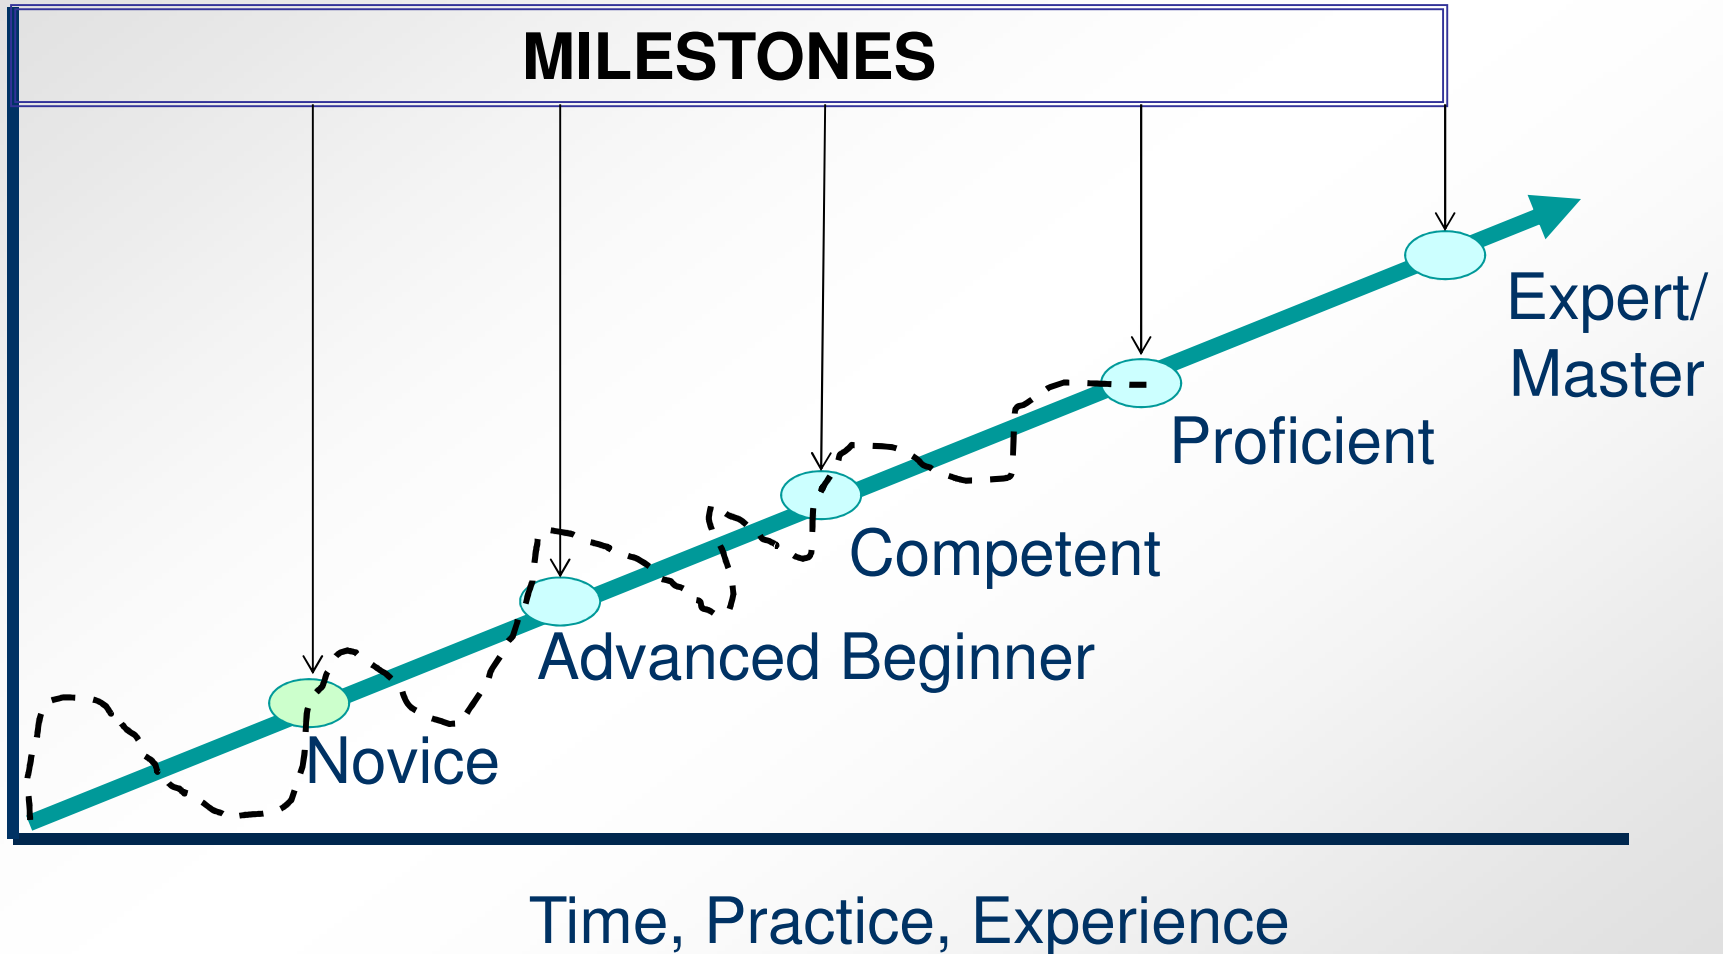 MILESTONES
Expert/
Master
Proficient
Competent
Advanced Beginner
Novice
Time, Practice, Experience